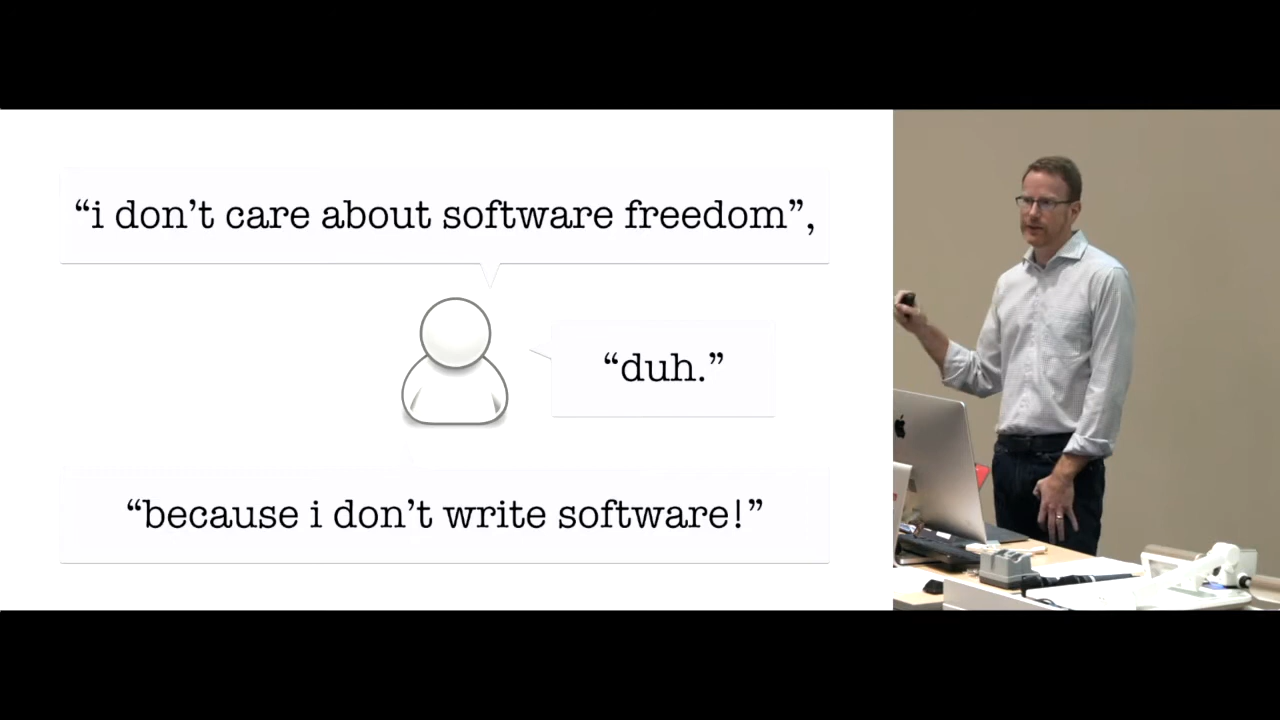 “i don’t care about software freedom”,
“duh.”
“because i don’t write software!”